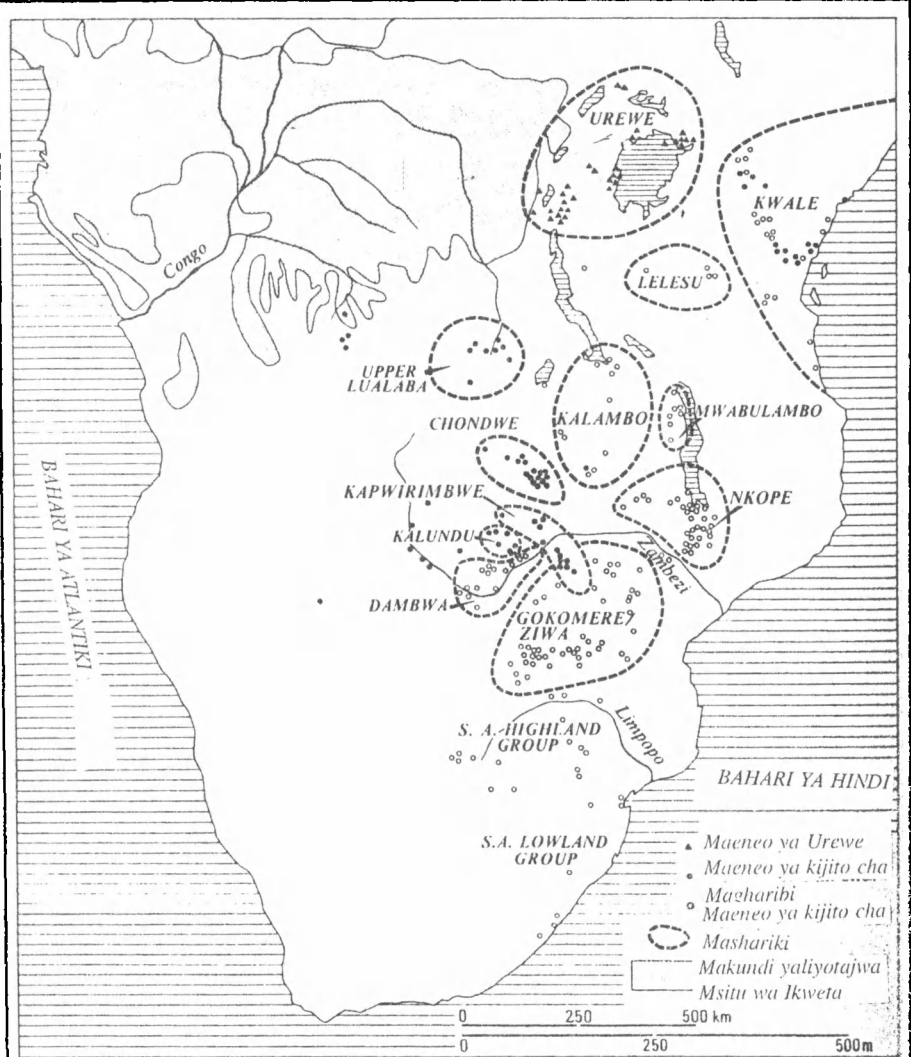 UREWE
KWALE
Congo
LELESU
UPPER
LUALABA
KALAMBO
MWABULAMBO
CHONDWE
KAPWIRIMBWE
NKOPE
KALUNDU
Zambezi
DAMBWA
GOKOMERE/
ZIWA
BAHARI YA ATLANTIKI
S. A. HIGHLAND
GROUP
Limpopo
BAHARI YA HINDI
S.A. LOWLAND
GROUP
Maeneo ya Urewe
Maeneo ya kijito cha
Magharibi
Maeneo ya kijito cha
Mashariki
Makundi yaliyotajwa
Msitu wa Ikweta
0 250 500 km
0 250 500m